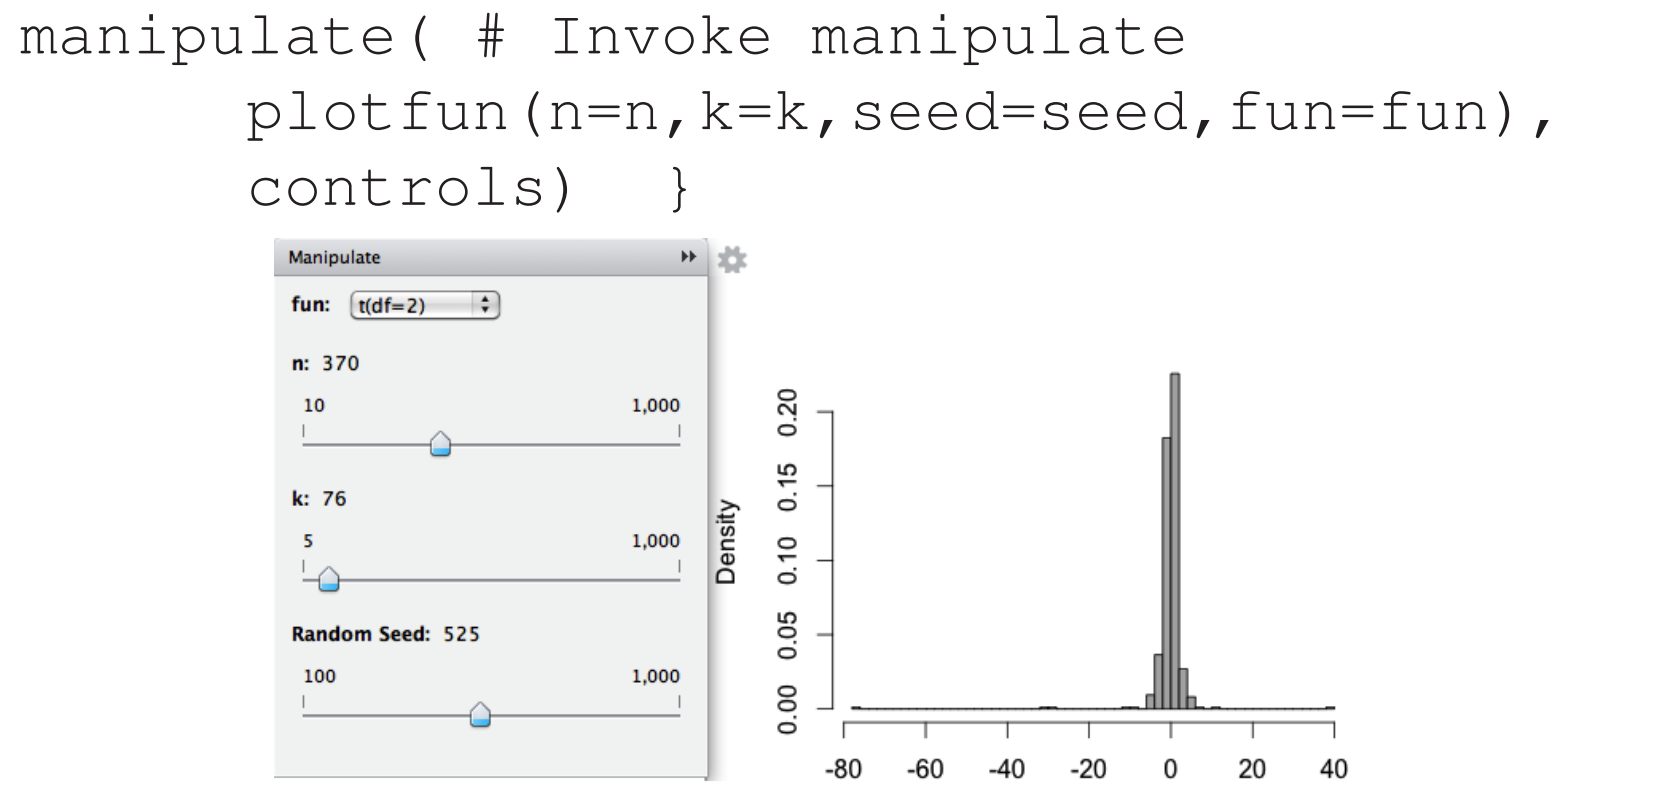 manipulate( # Invoke manipulate
plotfun(n=n,k=k,seed=seed,fun=fun),
controls) }
Manipulate
fun: t(df=2)
n: 370
10 1,000
k: 76
5 1,000
Random Seed: 525
100 1,000
Density
0.00 0.05 0.10 0.15 0.20
-80 -60 -40 -20 0 20 40